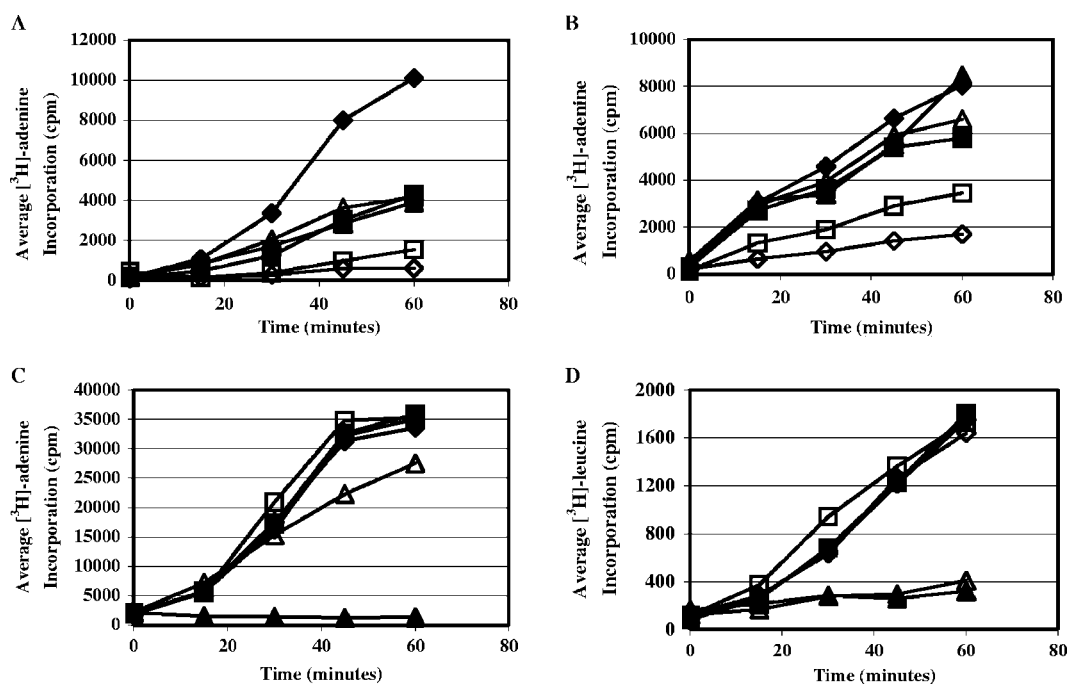 A
Average [³H]-adenine
Incorporation (cpm)
12000
10000
8000
6000
4000
2000
0
0 20 40 60 80
Time (minutes)
B
Average [³H]-adenine
Incorporation (cpm)
10000
8000
6000
4000
2000
0
0 20 40 60 80
Time (minutes)
C
Average [³H]-adenine
Incorporation (cpm)
40000
35000
30000
25000
20000
15000
10000
5000
0
0 20 40 60 80
Time (minutes)
D
Average [³H]-leucine
Incorporation (cpm)
2000
1600
1200
800
400
0
0 20 40 60 80
Time (minutes)